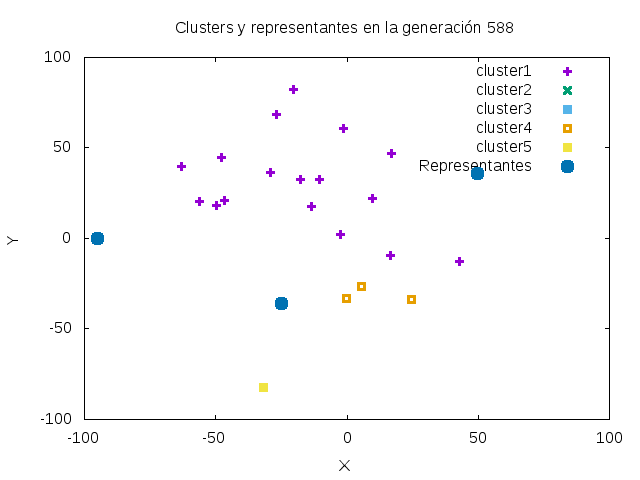 Clusters y representantes en la generación 588
cluster1
cluster2
cluster3
cluster4
cluster5
Representantes
100
50
0
-50
-100
Y
-100
-50
0
50
100
X